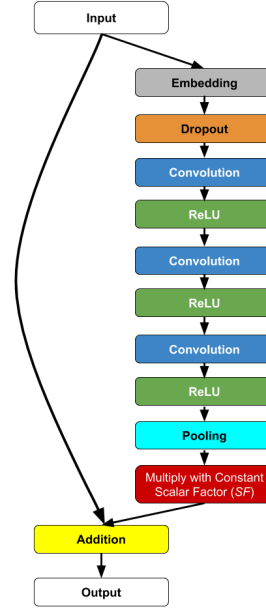 Input
Embedding
Dropout
Convolution
ReLU
Convolution
ReLU
Convolution
ReLU
Pooling
Multiply with Constant
Scalar Factor (SF)
Addition
Output